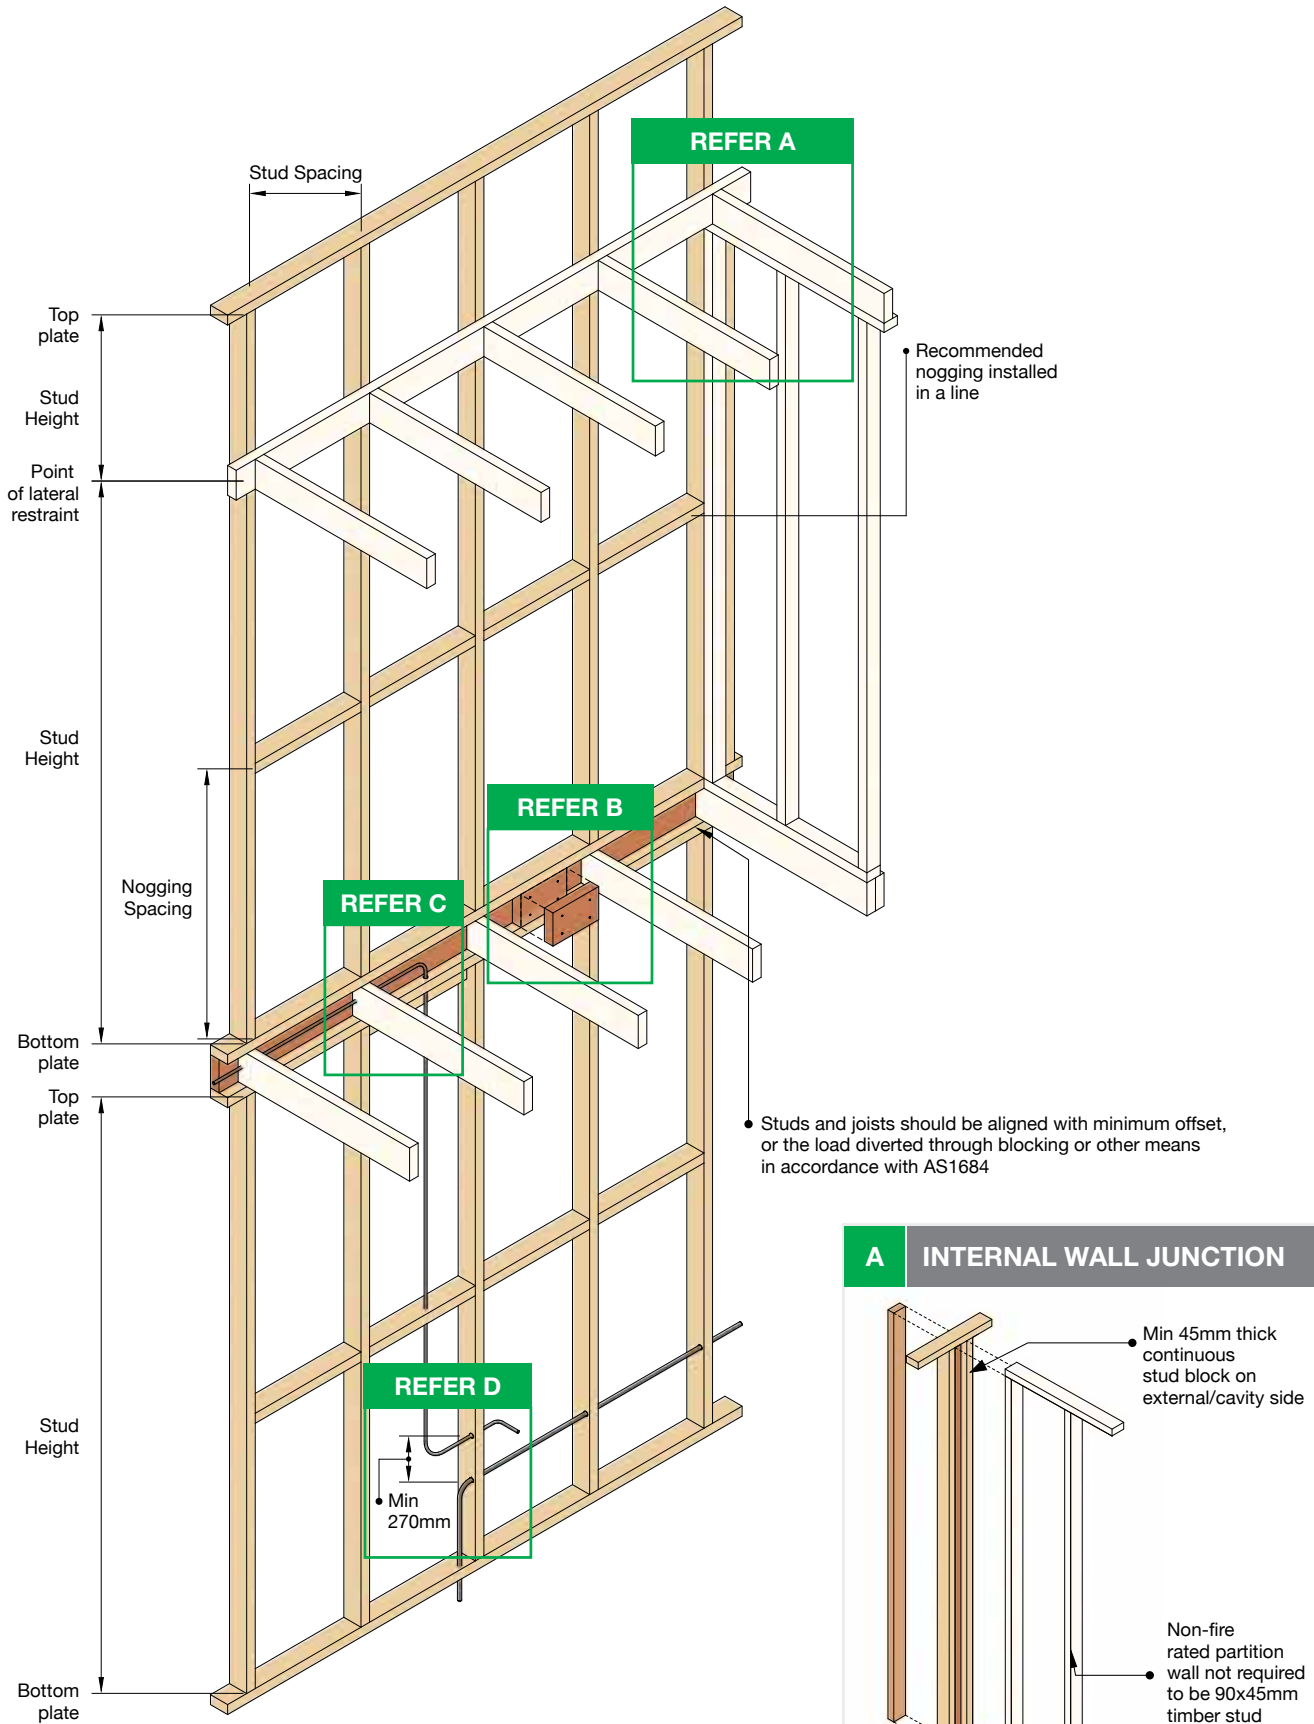 REFER A
Stud Spacing
Top
plate
Stud
Height
Recommended
nogging installed
in a line
Point
of lateral
restraint
Stud
Height
REFER B
Nogging
Spacing
REFER C
Bottom
plate
Top
plate
Studs and joists should be aligned with minimum offset,
or the load diverted through blocking or other means
in accordance with AS1684
A INTERNAL WALL JUNCTION
Min 45mm thick
continuous
stud block on
external/cavity side
REFER D
Stud
Height
Min
270mm
Non-fire
rated partition
wall not required
to be 90x45mm
timber stud
Bottom
plate